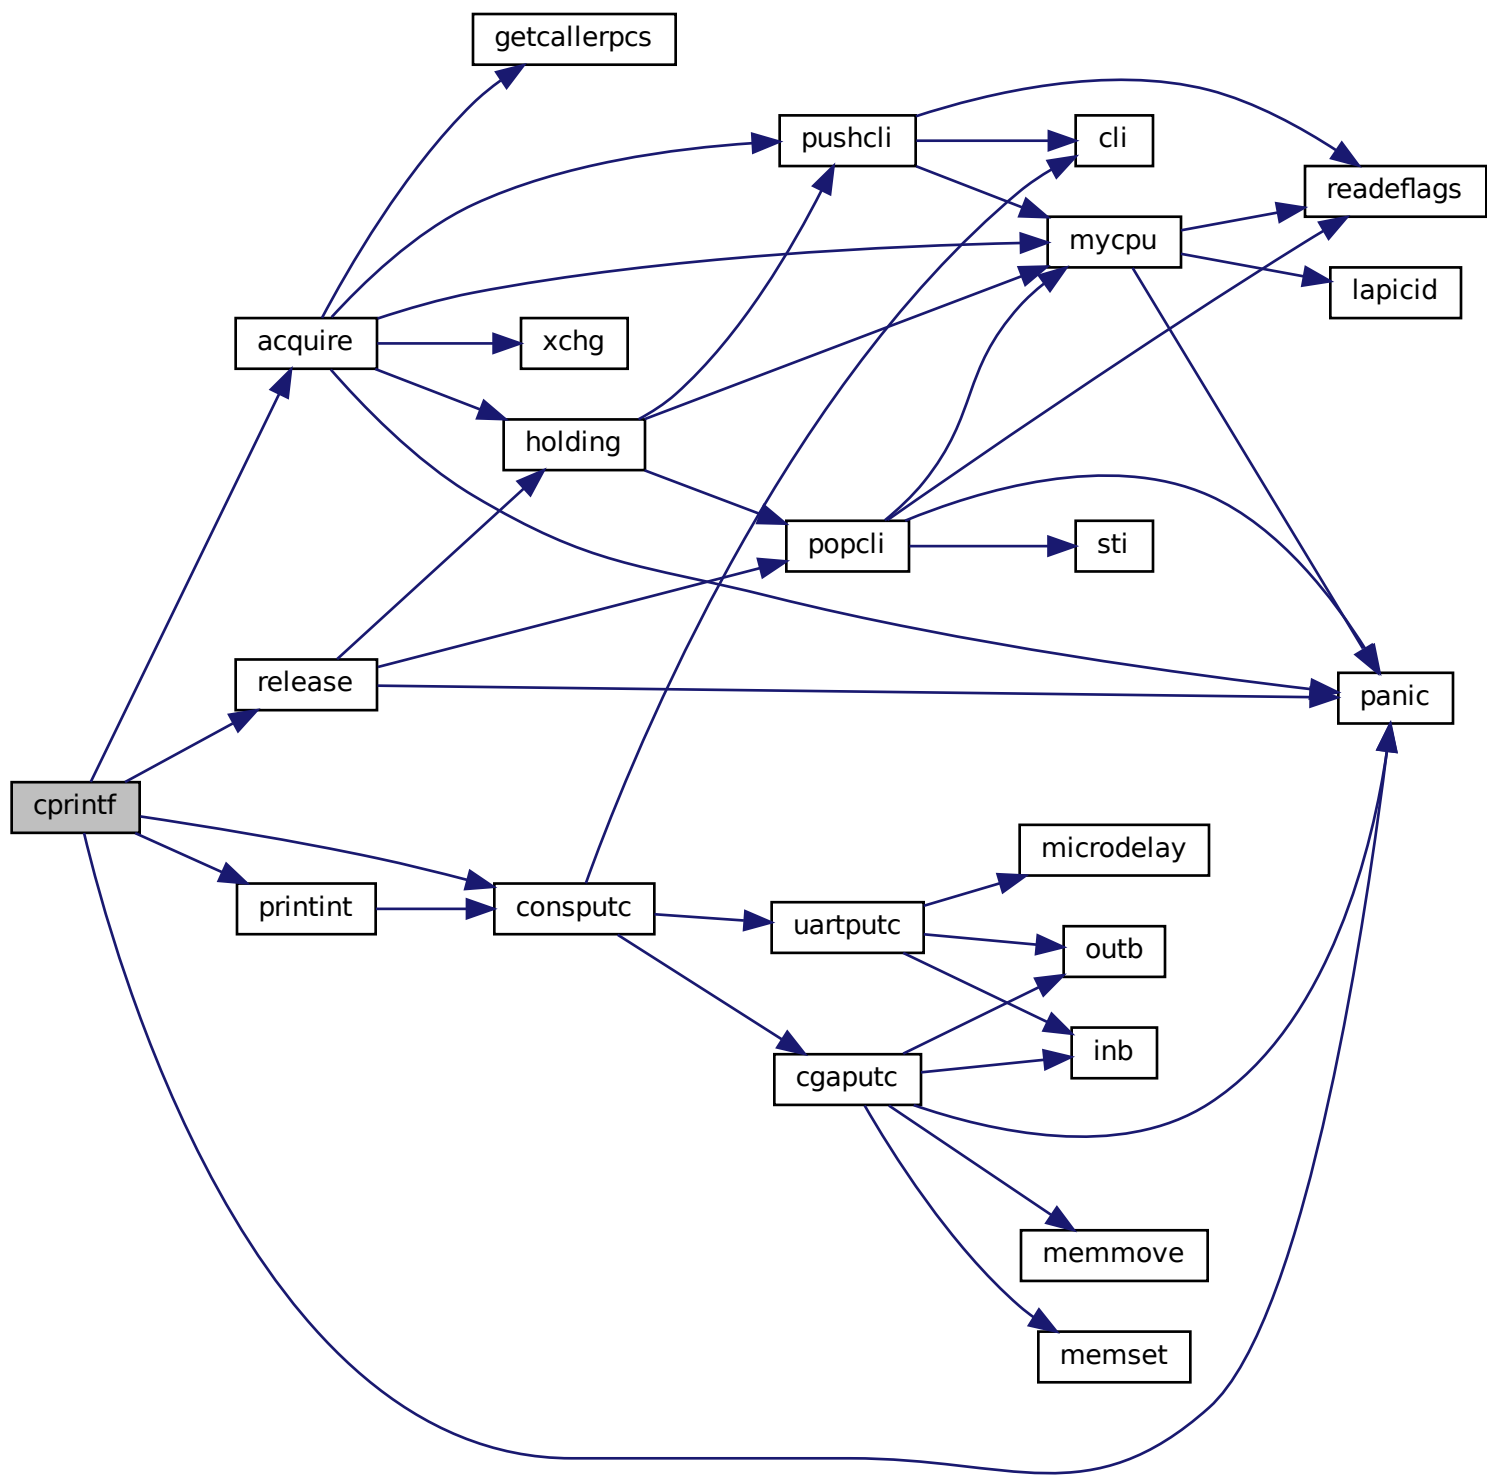 getcallerpcs
pushcli
cli
readeflags
mycpu
lapicid
acquire
xchg
holding
popcli
sti
release
panic
cprintf
microdelay
printint
consputc
uartputc
outb
inb
cgaputc
memmove
memset